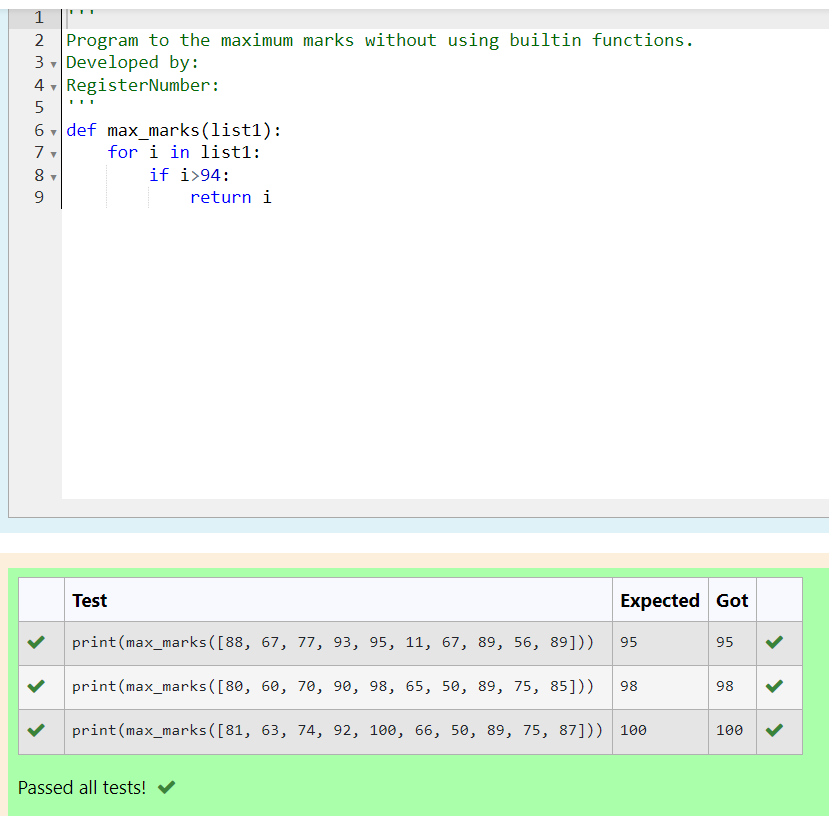 1 '''
2 Program to the maximum marks without using builtin functions.
3 Developed by:
4 RegisterNumber:
5 '''
6 def max_marks(list1):
7     for i in list1:
8         if i>94:
9             return i
Test Expected Got
print(max_marks([88, 67, 77, 93, 95, 11, 67, 89, 56, 89])) 95 95
print(max_marks([80, 60, 70, 90, 98, 65, 50, 89, 75, 85])) 98 98
print(max_marks([81, 63, 74, 92, 100, 66, 50, 89, 75, 87])) 100 100
Passed all tests!